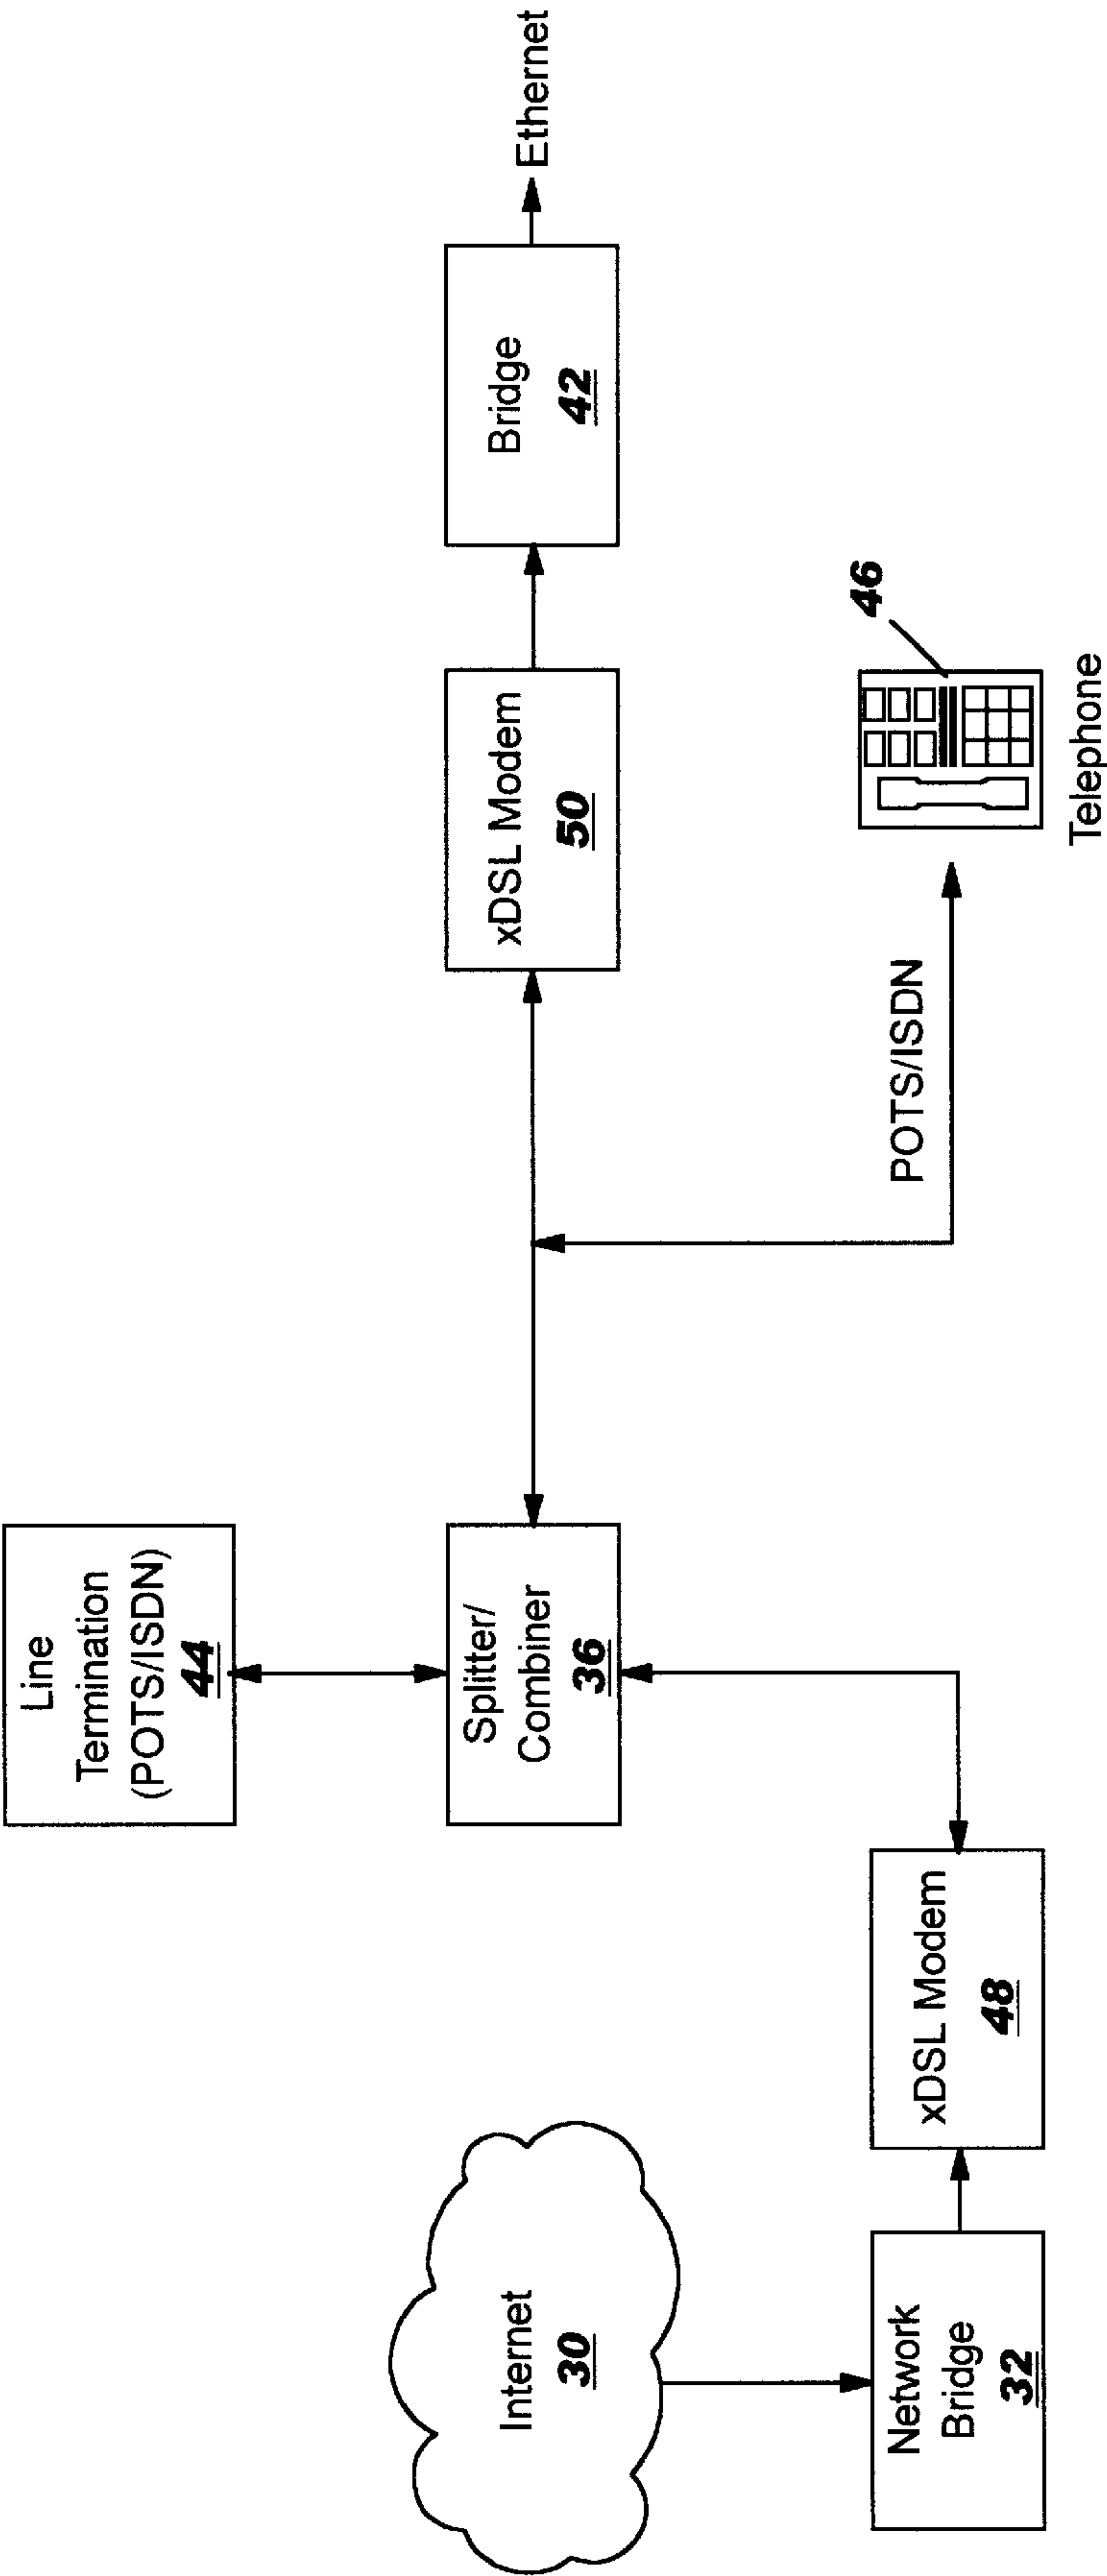 Line
Termination
(POTS/ISDN)
44
Internet
30
Splitter/
Combiner
36
xDSL Modem
50
Bridge
42
Ethernet
Network
Bridge
32
xDSL Modem
48
POTS/ISDN
46
Telephone